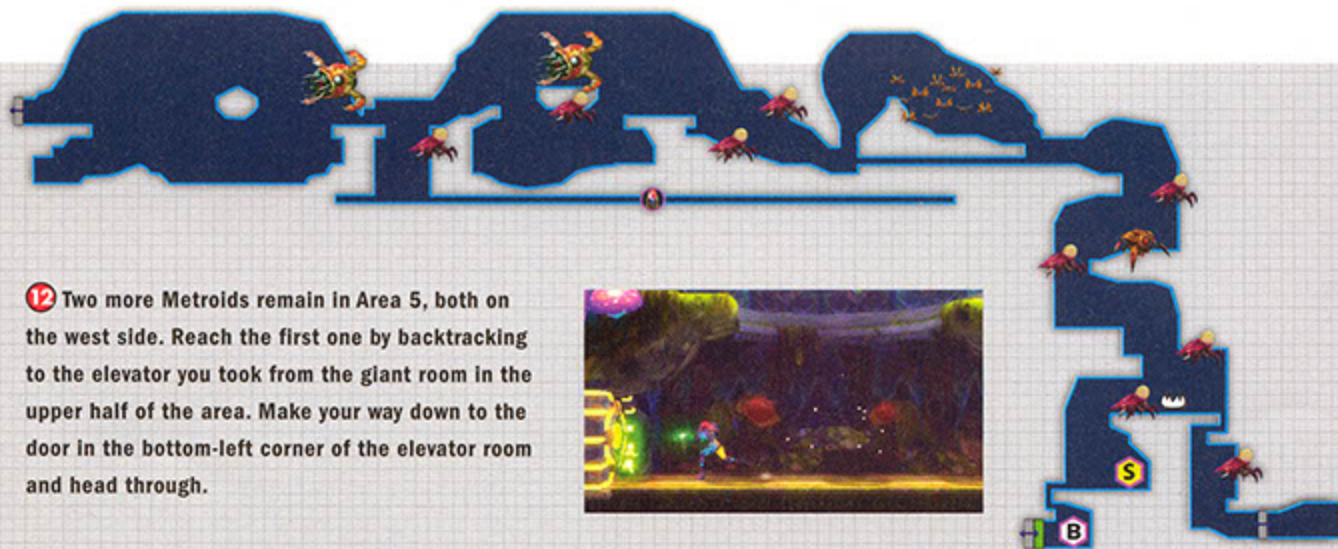 12 Two more Metroids remain in Area 5, both on
the west side. Reach the first one by backtracking
to the elevator you took from the giant room in the
upper half of the area. Make your way down to the
door in the bottom-left corner of the elevator room
and head through.
S
B